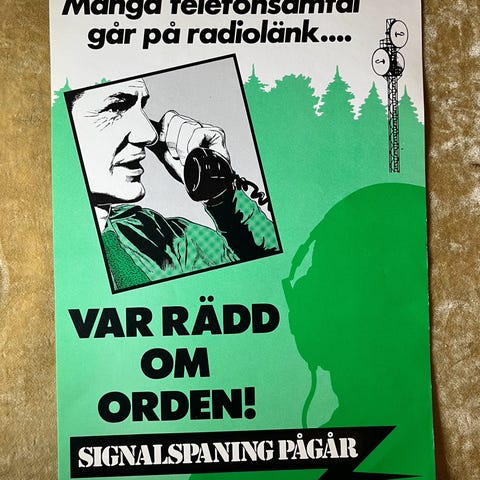 Många telefonsamtal
går på radiolänk....
VAR RÄDD
OM
ORDEN!
SIGNALSPANING PÅGÅR